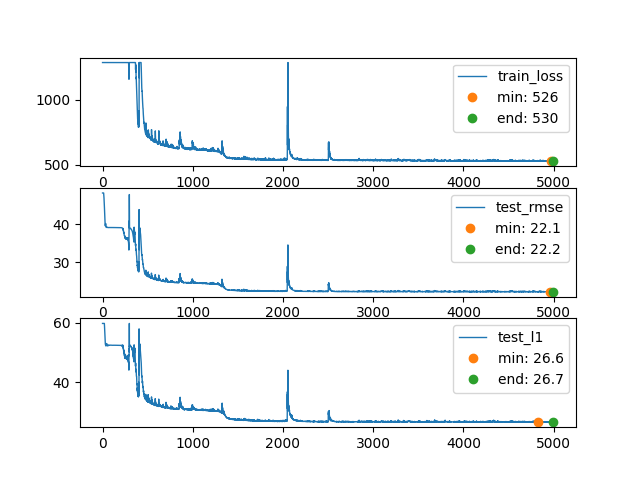 train_loss
min: 526
end: 530
1000
500
0 1000 2000 3000 4000 5000
test_rmse
min: 22.1
end: 22.2
40
30
0 1000 2000 3000 4000 5000
test_l1
min: 26.6
end: 26.7
60
40
0 1000 2000 3000 4000 5000